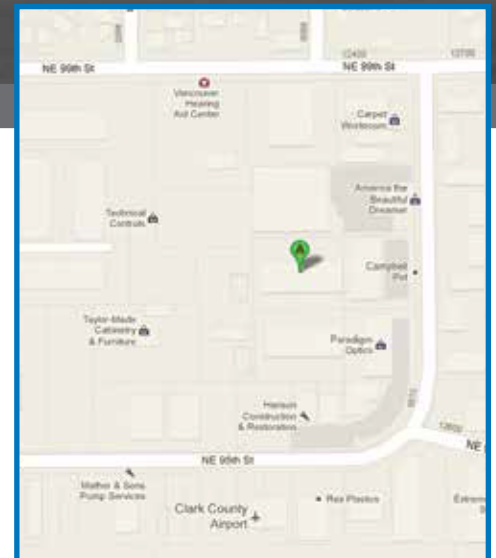 NE 99th St
NE 99th St
12400
Vancouver
Hearing
Aid Center
Carpet
Workroom
America the
Beautiful
Dreamer
Technical
Controls
A
Campbell
Pet
Taylor-Made
Cabinetry
& Furniture
Paradigm
Optics
Hanson
Construction
& Restoration
NE
NE 95th St
Mather & Sons
Pump Services
Clark County
Airport
Rex Plastics